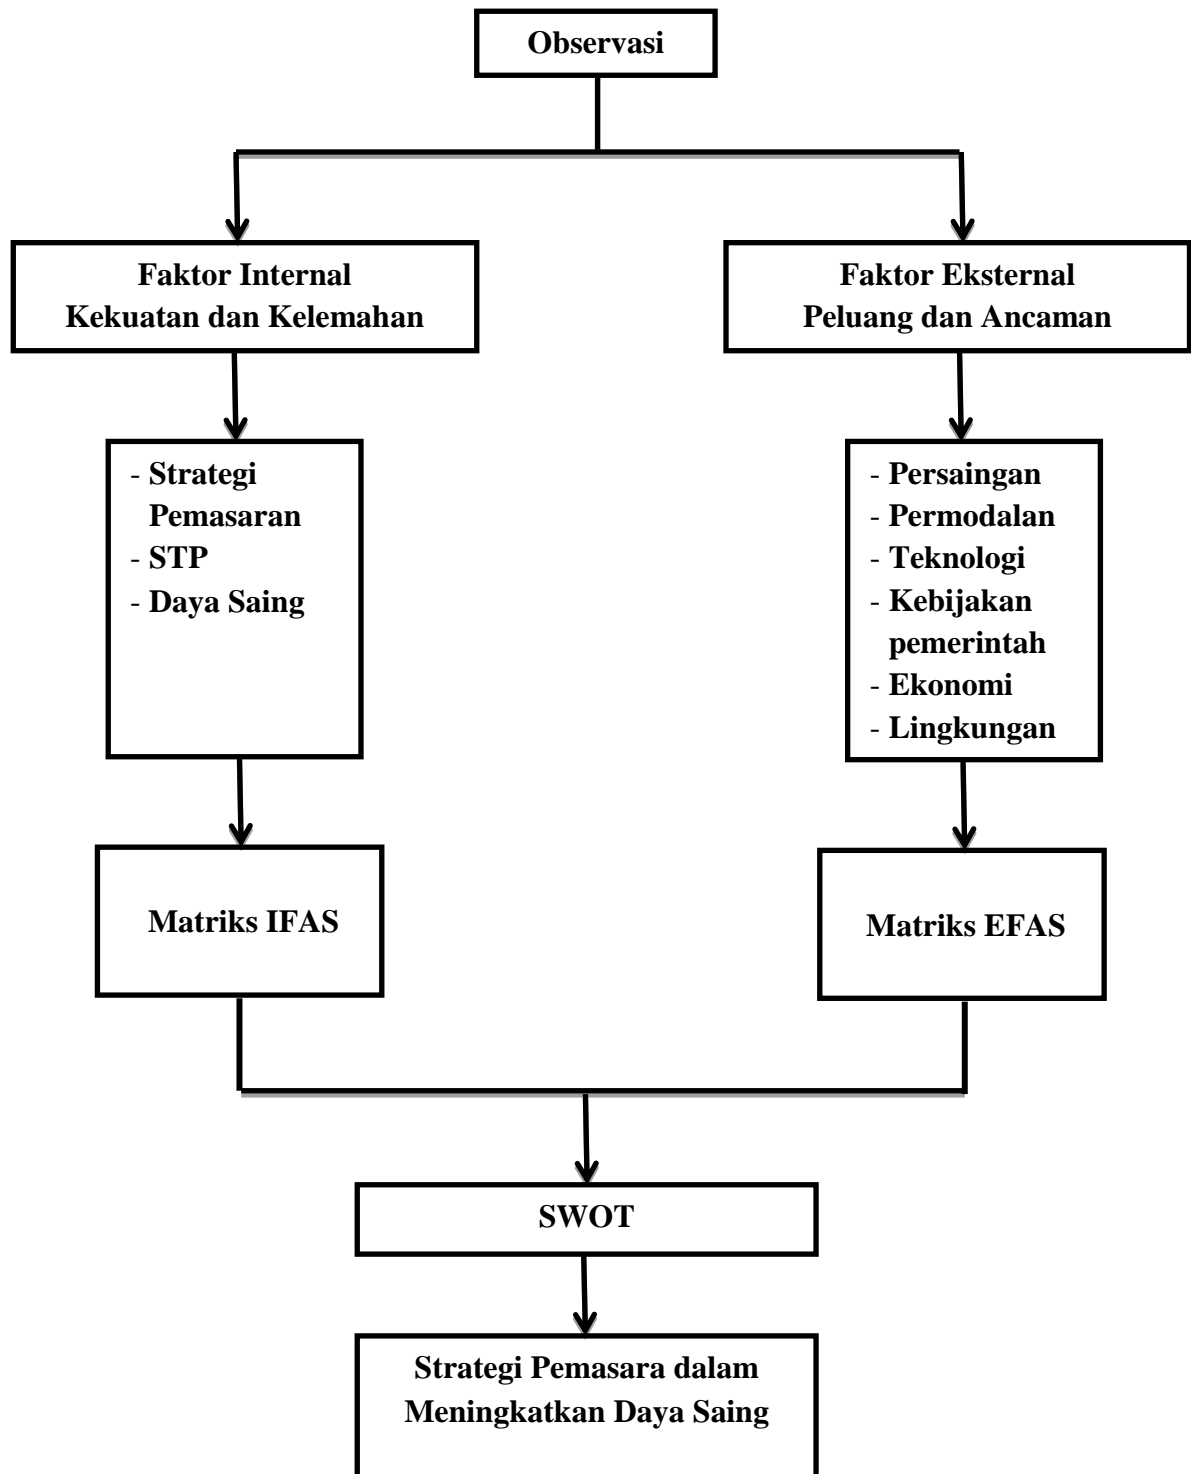 Observasi
Faktor Internal
Kekuatan dan Kelemahan
Faktor Eksternal
Peluang dan Ancaman
- Strategi
Pemasaran
- STP
- Daya Saing
- Persaingan
- Permodalan
- Teknologi
- Kebijakan
pemerintah
- Ekonomi
- Lingkungan
Matriks IFAS
Matriks EFAS
SWOT
Strategi Pemasara dalam
Meningkatkan Daya Saing